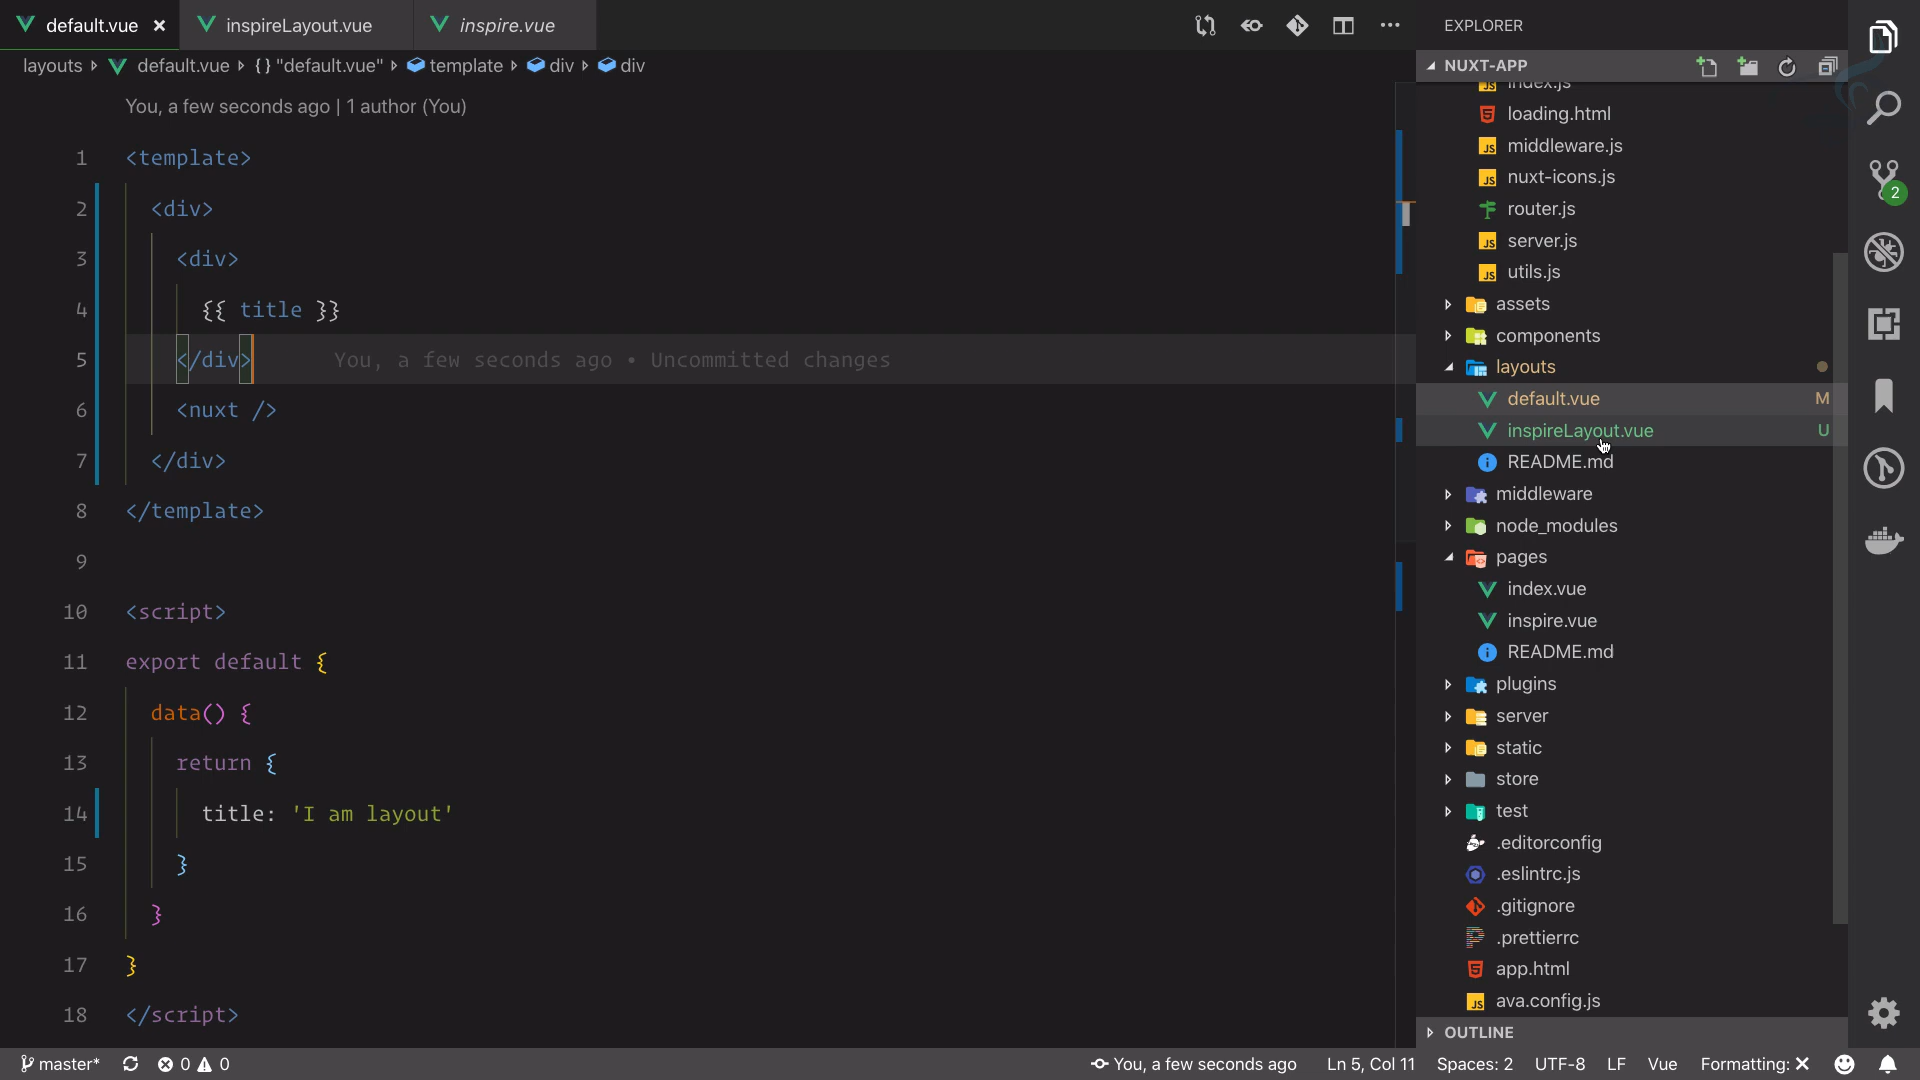 default.vue
inspireLayout.vue
inspire.vue
layouts
default.vue
{} "default.vue"
template
div
div
You, a few seconds ago | 1 author (You)
1 <template>
2 <div>
3 <div>
4 {{ title }}
5 </div> You, a few seconds ago • Uncommitted changes
6 <nuxt />
7 </div>
8 </template>
9
10 <script>
11 export default {
12 data() {
13 return {
14 title: 'I am layout'
15 }
16 }
17 }
18 </script>
EXPLORER
NUXT-APP
index.js
loading.html
middleware.js
nuxt-icons.js
router.js
server.js
utils.js
assets
components
layouts
default.vue M
inspireLayout.vue U
README.md
middleware
node_modules
pages
index.vue
inspire.vue
README.md
plugins
server
static
store
test
.editorconfig
.eslintrc.js
.gitignore
.prettierrc
app.html
ava.config.js
OUTLINE
2
master* 0 0 You, a few seconds ago Ln 5, Col 11 Spaces: 2 UTF-8 LF Vue Formatting: ✕